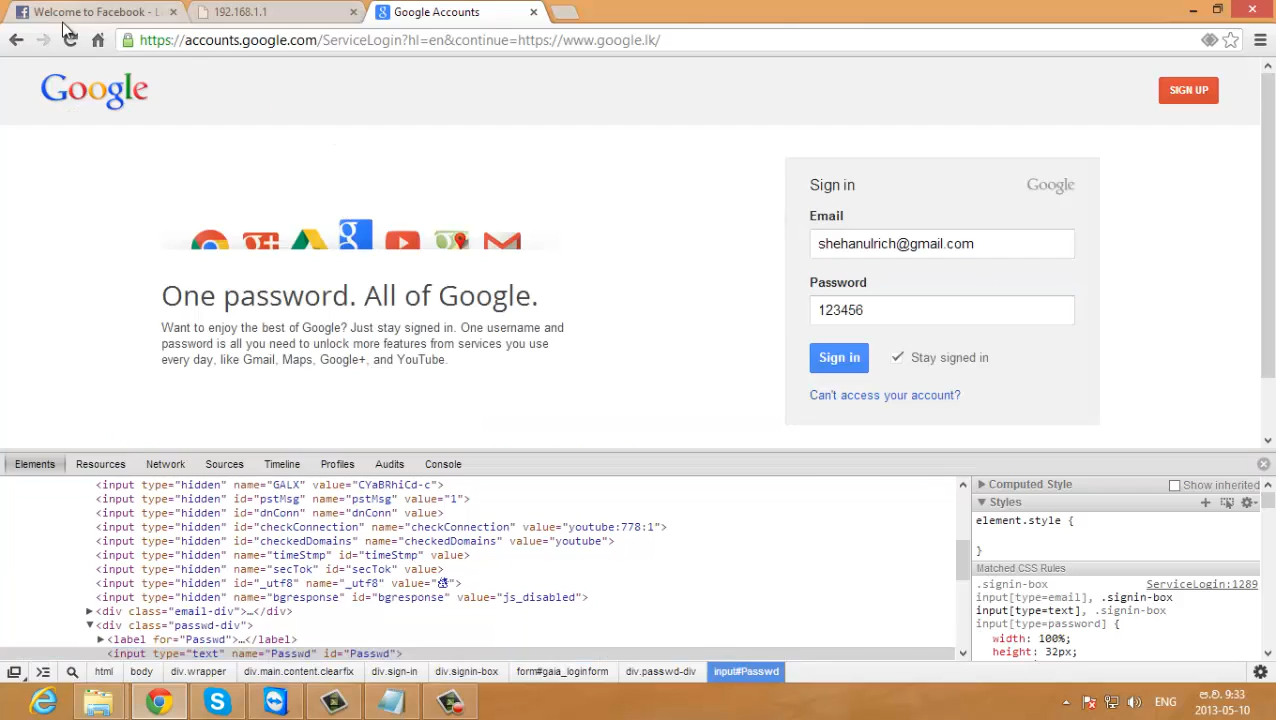 Welcome to Facebook - L
192.168.1.1
Google Accounts
https://accounts.google.com/ServiceLogin?hl=en&continue=https://www.google.lk/
Google
SIGN UP
Sign in
Google
Email
shehanulrich@gmail.com
Password
123456
Sign in
Stay signed in
Can't access your account?
One password. All of Google.
Want to enjoy the best of Google? Just stay signed in. One username and
password is all you need to unlock more features from services you use
every day, like Gmail, Maps, Google+, and YouTube.
Elements Resources Network Sources Timeline Profiles Audits Console
<input type="hidden" name="GALX" value="CYaBRhiCd-c">
<input type="hidden" id="pstMsg" name="pstMsg" value="1">
<input type="hidden" id="dnConn" name="dnConn" value>
<input type="hidden" id="checkConnection" name="checkConnection" value="youtube:778:1">
<input type="hidden" id="checkedDomains" name="checkedDomains" value="youtube">
<input type="hidden" name="timeStmp" id="timeStmp" value>
<input type="hidden" name="secTok" id="secTok" value>
<input type="hidden" id="_utf8" name="_utf8" value="☃">
<input type="hidden" name="bgresponse" id="bgresponse" value="js_disabled">
<div class="email-div">…</div>
<div class="passwd-div">
<label for="Passwd">…</label>
<input type="text" name="Passwd" id="Passwd">
Computed Style
Show inherited
Styles
element.style {
}
Matched CSS Rules
.signin-box ServiceLogin:1289
input[type=email], .signin-box
input[type=text], .signin-box
input[type=password] {
width: 100%;
height: 32px;
html body div.wrapper div.main.content.clearfix div.sign-in div.signin-box form#gaia_loginform div.passwd-div input#Passwd
ENG
පෙ.ව. 9:33
2013-05-10